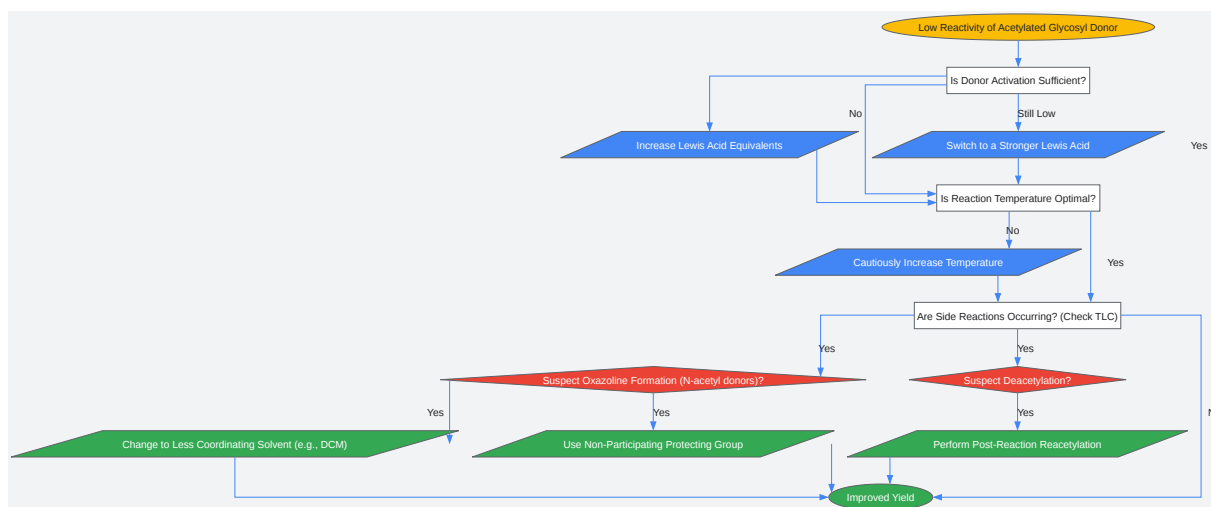 Low Reactivity of Acetylated Glycosyl Donor
Is Donor Activation Sufficient?
No
Still Low
Increase Lewis Acid Equivalents
Switch to a Stronger Lewis Acid
Yes
Is Reaction Temperature Optimal?
No
Cautiously Increase Temperature
Yes
Are Side Reactions Occurring? (Check TLC)
Yes
Yes
Suspect Oxazoline Formation (N-acetyl donors)?
Suspect Deacetylation?
Yes
Yes
Yes
Change to Less Coordinating Solvent (e.g., DCM)
Use Non-Participating Protecting Group
Perform Post-Reaction Reacetylation
Improved Yield